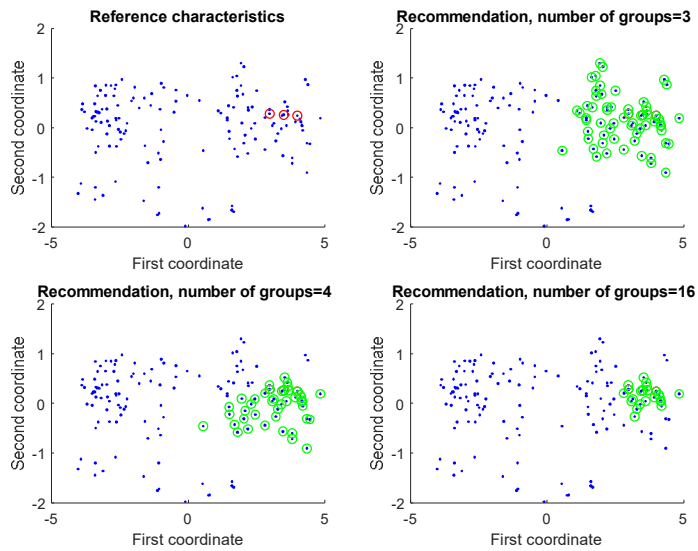 Reference characteristics
2
1
0
-1
-2
-5
0
5
Second coordinate
First coordinate
Recommendation, number of groups=3
2
1
0
-1
-2
-5
0
5
Second coordinate
First coordinate
Recommendation, number of groups=4
2
1
0
-1
-2
-5
0
5
Second coordinate
First coordinate
Recommendation, number of groups=16
2
1
0
-1
-2
-5
0
5
Second coordinate
First coordinate